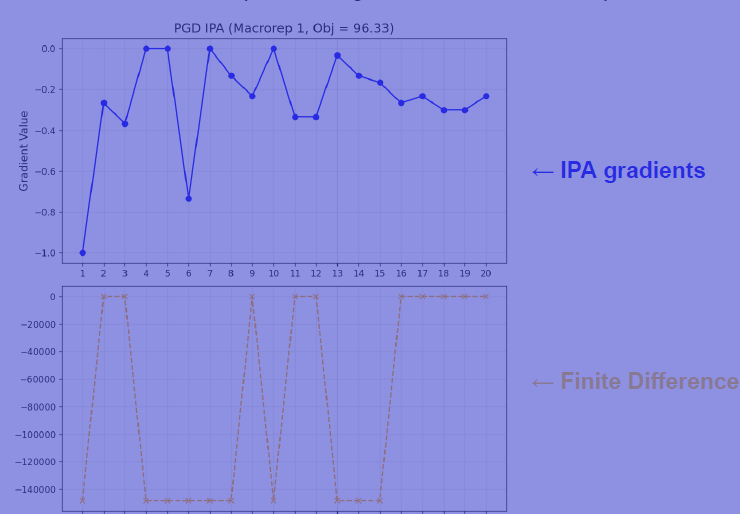 PGD IPA (Macrorep 1, Obj = 96.33)
0.0
−0.2
−0.4
−0.6
−0.8
−1.0
Gradient Value
1 2 3 4 5 6 7 8 9 10 11 12 13 14 15 16 17 18 19 20
← IPA gradients
0
−20000
−40000
−60000
−80000
−100000
−120000
−140000
← Finite Difference